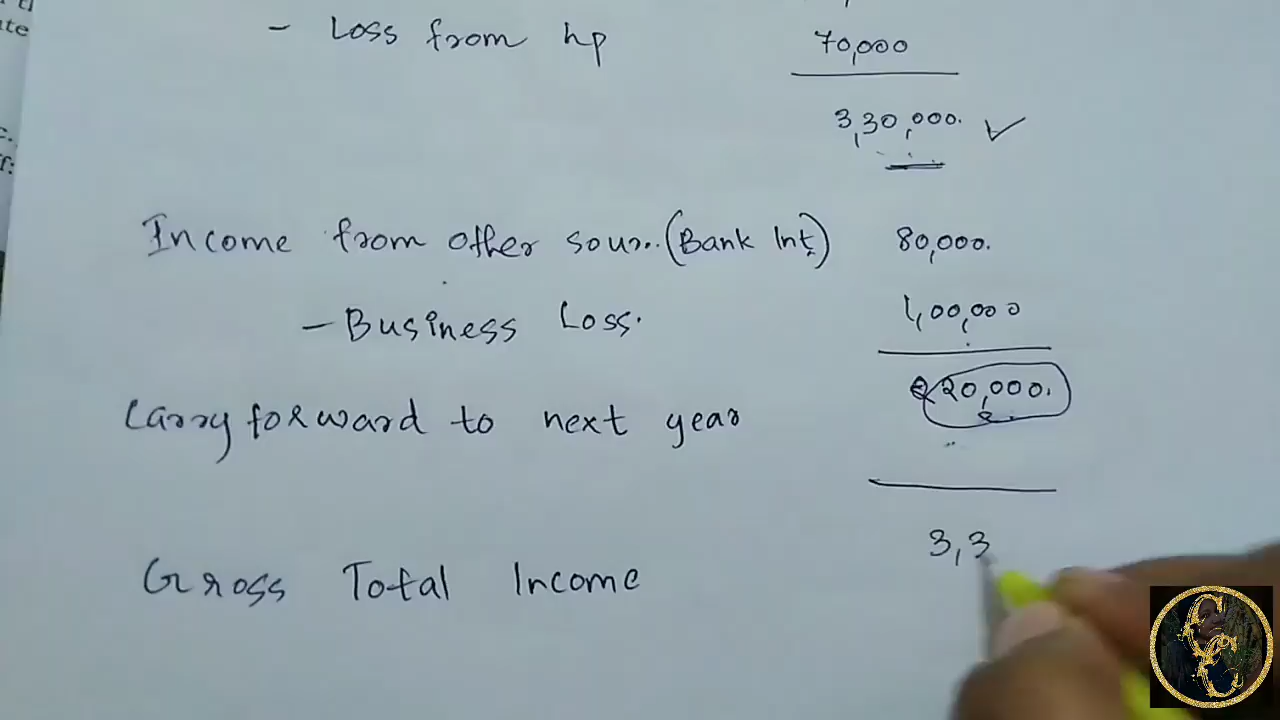 te
- Loss from hp 70,000
3,30,000. ✓
c.
f:
Income from other sour..(Bank Int.) 80,000.
- Business Loss. 1,00,000
20,000.
Carry forward to next year
Gross Total Income 3,3